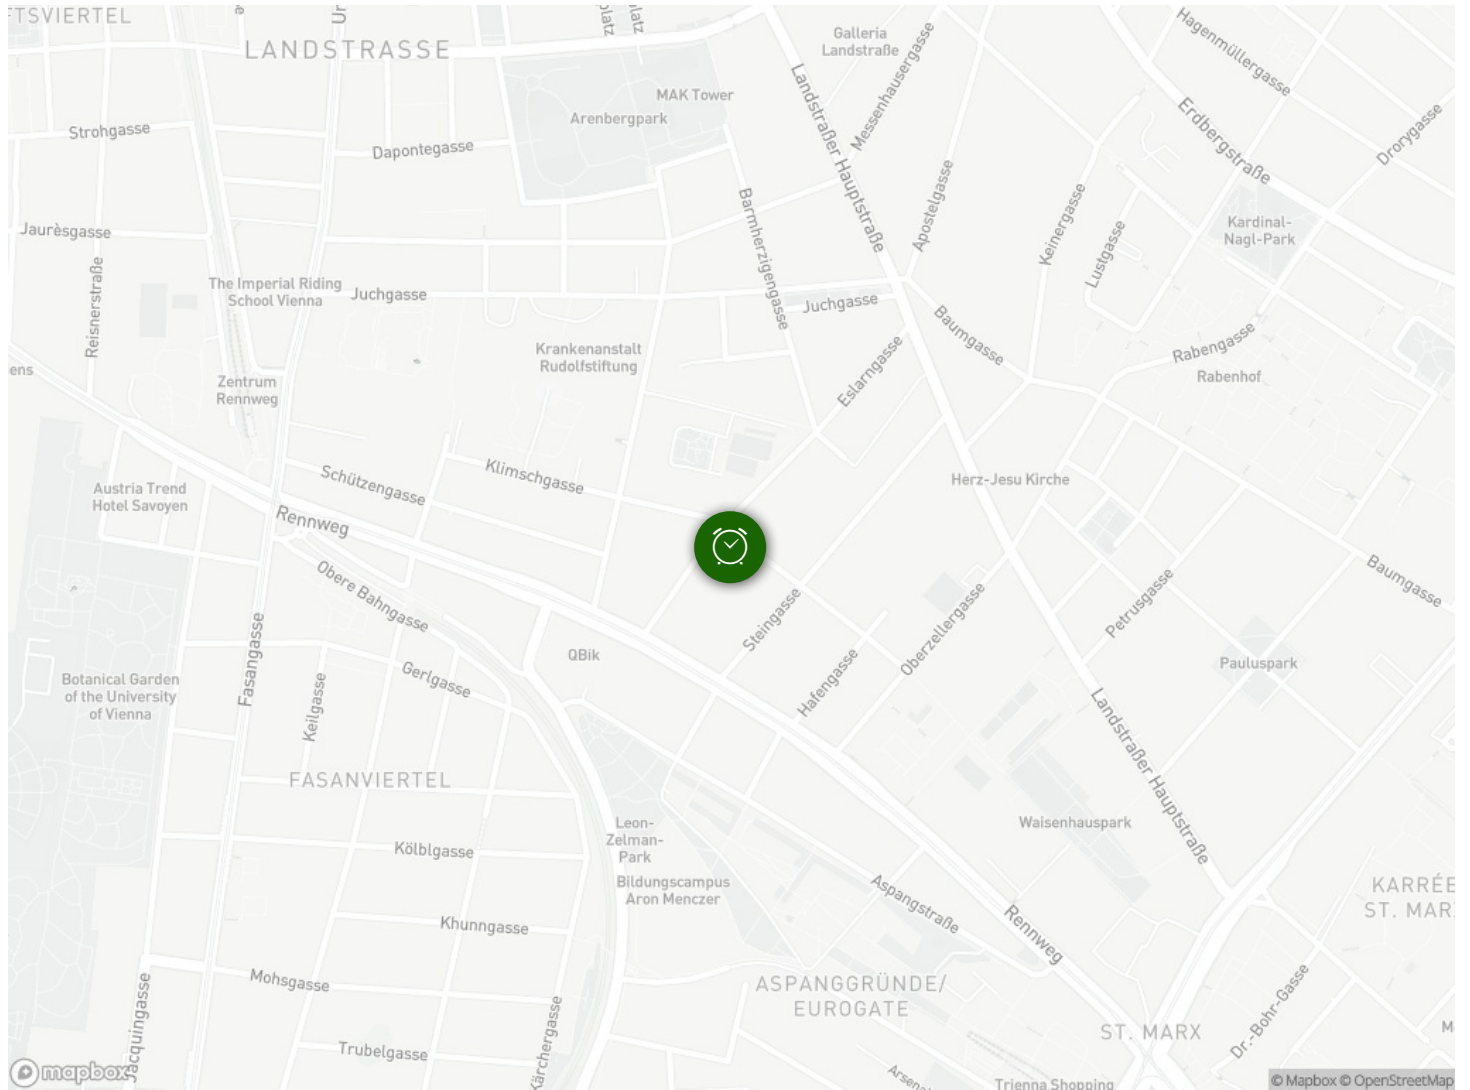 FTSVIERTEL
LANDSTRASSE
Galleria
Landstraße
Hagenmüllergasse
MAK Tower
Arenbergpark
Landstraßer Hauptstraße
Messenhausergasse
Erdbergstraße
Drorygasse
Strohgasse
Dapontegasse
Apostelgasse
Keinergasse
Lustgasse
Kardinal-
Nagl-Park
Barmherzigengasse
Jaurèsgasse
Reisnerstraße
The Imperial Riding
School Vienna
Juchgasse
Juchgasse
Baumgasse
Rabengasse
Rabenhof
Krankenanstalt
Rudolfstiftung
Eslarngasse
ens
Zentrum
Rennweg
Austria Trend
Hotel Savoyen
Schützengasse
Klimschgasse
Herz-Jesu Kirche
Rennweg
Obere Bahngasse
Baumgasse
Petrusgasse
Steingasse
Oberzellergasse
Hafengasse
QBik
Pauluspark
Botanical Garden
of the University
of Vienna
Fasangasse
Keilgasse
Gerlgasse
Landstraßer Hauptstraße
FASANVIERTEL
Leon-
Zelman-
Park
Waisenhauspark
Kölblgasse
Bildungscampus
Aron Menczer
Aspangstraße
KARRÉE
ST. MAR
Khunngasse
Rennweg
Mohsgasse
ASPANGGRÜNDE/
EUROGATE
Jacquingasse
Kärchergasse
Dr.-Bohr-Gasse
ST. MARX
Trubelgasse
Arsen
Trienna Shopping
mapbox
© Mapbox © OpenStreetMap